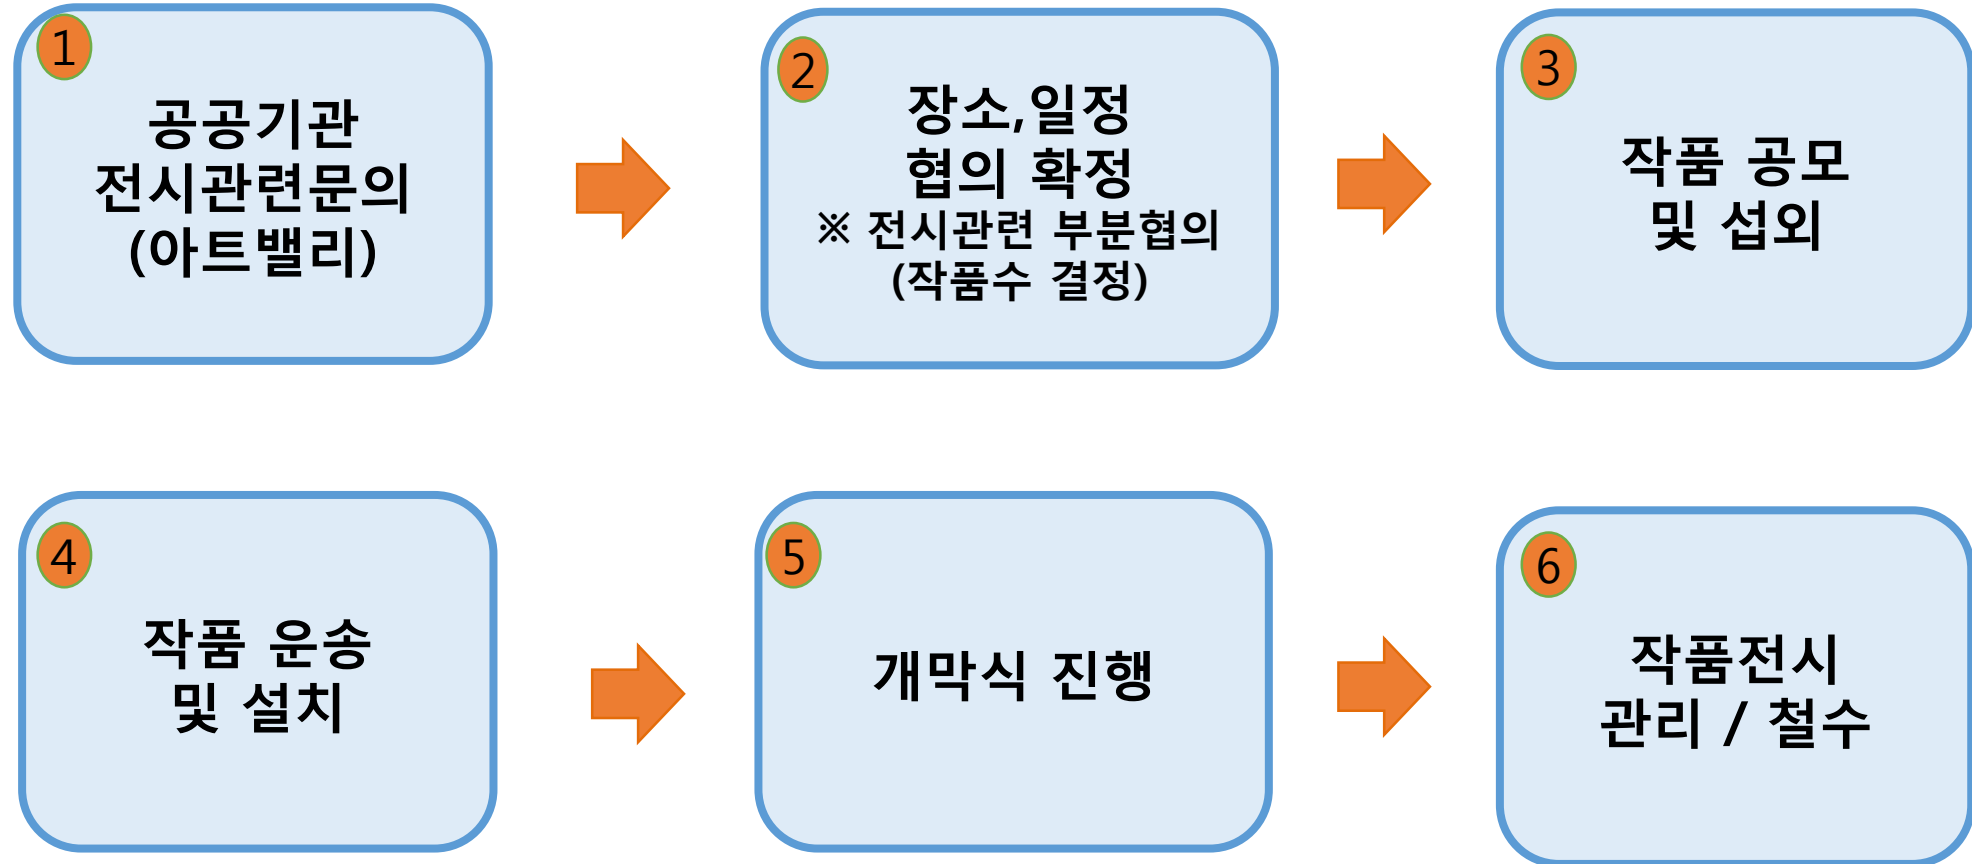 1
공공기관
전시관련문의
(아트밸리)
2
장소,일정
협의 확정
※ 전시관련 부분협의
(작품수 결정)
3
작품 공모
및 섭외
4
작품 운송
및 설치
5
개막식 진행
6
작품전시
관리 / 철수